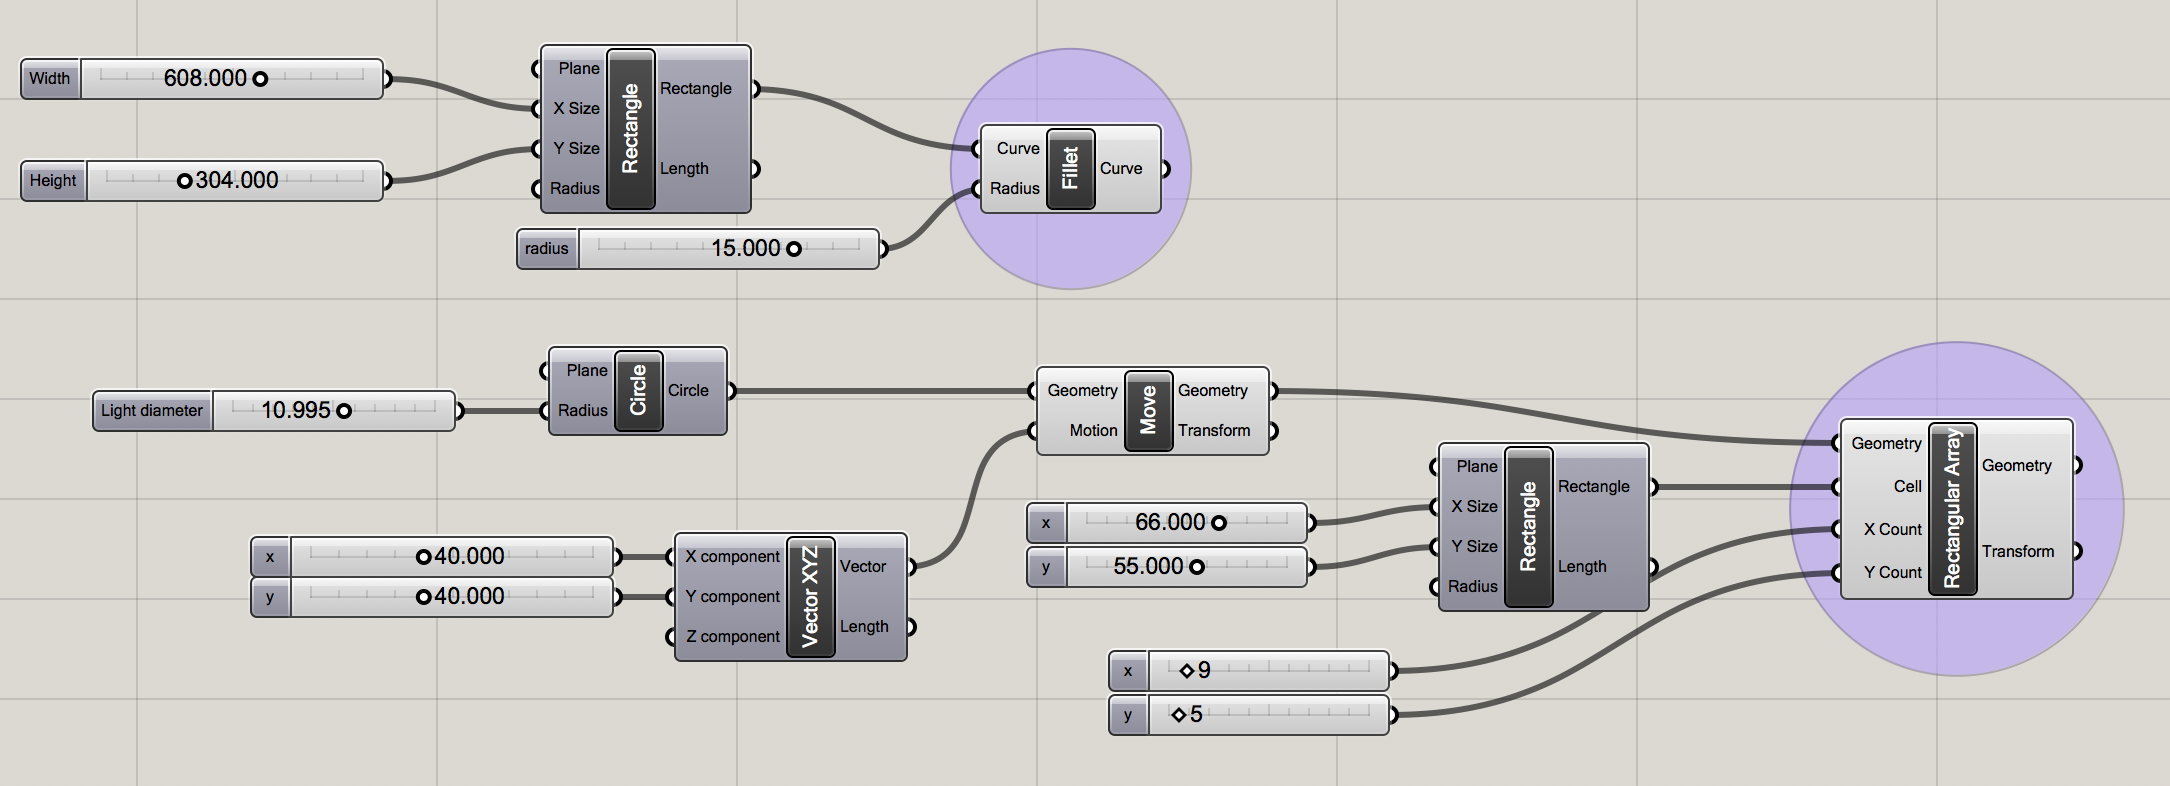 Width 608.000
Height 304.000
Plane
X Size
Y Size
Radius
Rectangle
Rectangle
Length
radius 15.000
Curve
Radius
Fillet
Curve
Light diameter 10.995
Plane
Radius
Circle
Circle
x 40.000
y 40.000
X component
Y component
Z component
Vector XYZ
Vector
Length
Geometry
Motion
Move
Geometry
Transform
x 66.000
y 55.000
Plane
X Size
Y Size
Radius
Rectangle
Rectangle
Length
x 9
y 5
Geometry
Cell
X Count
Y Count
Rectangular Array
Geometry
Transform